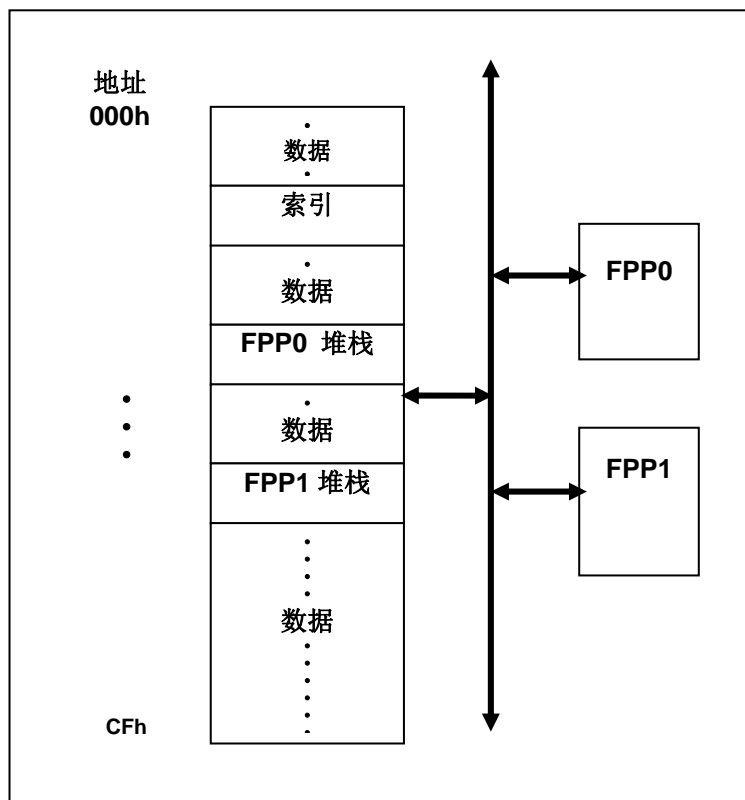 地址
000h
数据
索引
数据
FPP0 堆栈
数据
FPP1 堆栈
数据
CFh
FPP0
FPP1